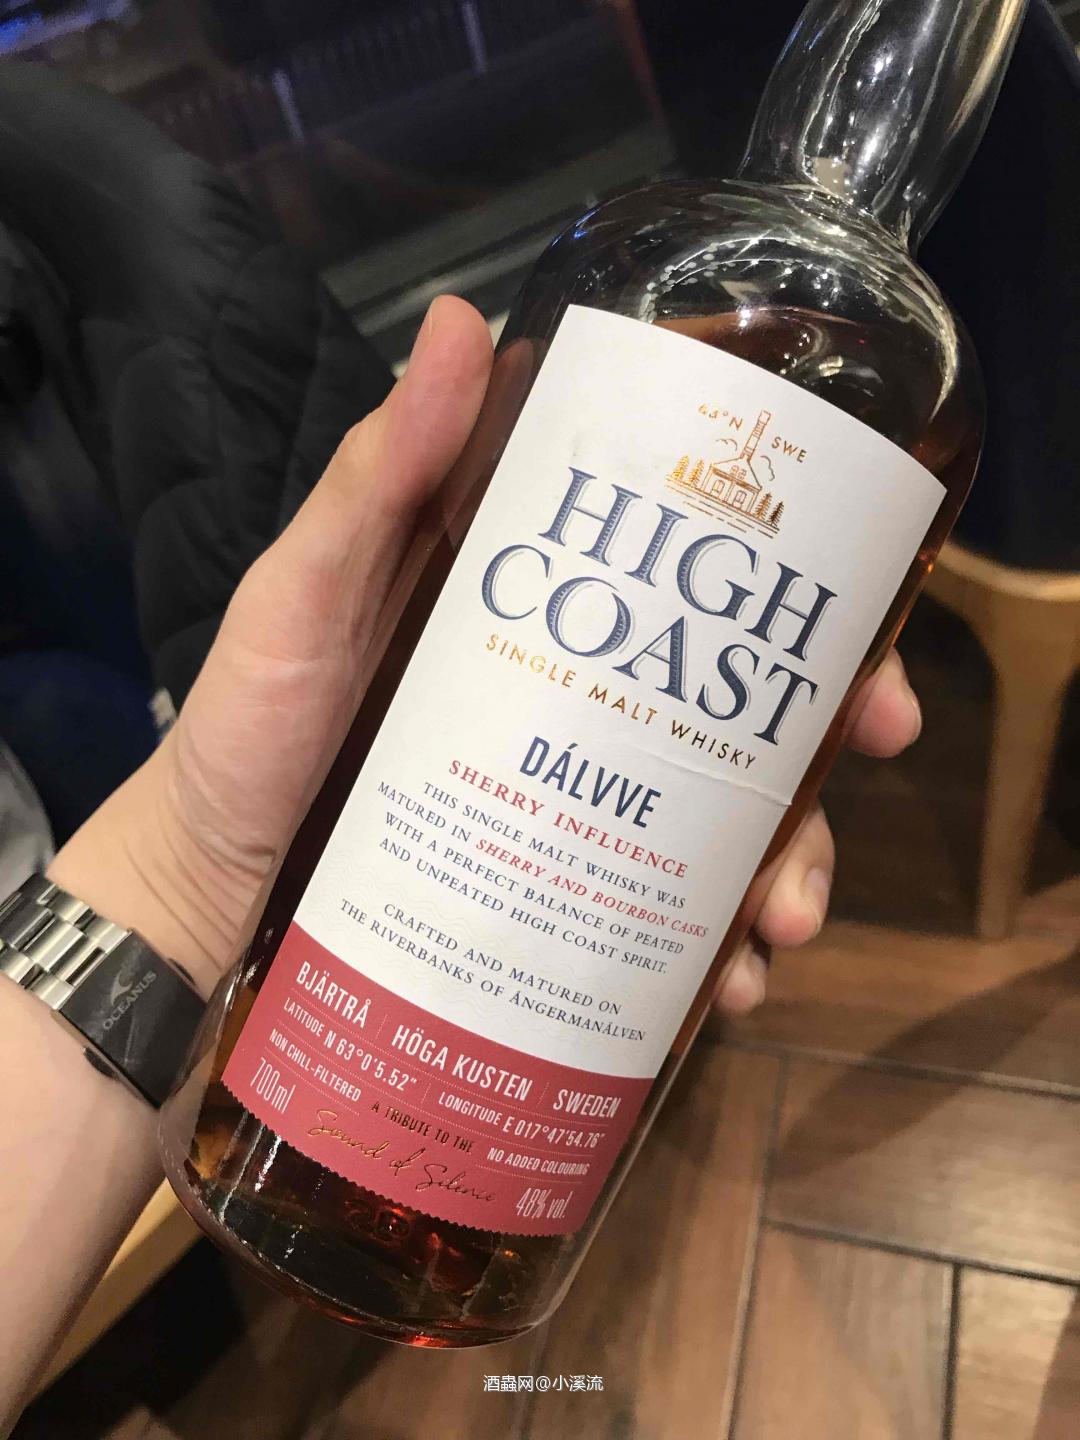 63°N SWE
HIGH
COAST
SINGLE MALT WHISKY
DÁLVVE
SHERRY INFLUENCE
THIS SINGLE MALT WHISKY WAS
MATURED IN SHERRY AND BOURBON CASKS
WITH A PERFECT BALANCE OF PEATED
AND UNPEATED HIGH COAST SPIRIT.
CRAFTED AND MATURED ON
THE RIVERBANKS OF ÅNGERMANÄLVEN
BJÄRTRÅ HÖGA KUSTEN SWEDEN
LATITUDE N 63°0'5.52" LONGITUDE E 017°47'54.76"
NON CHILL-FILTERED A TRIBUTE TO THE NO ADDED COLOURING
700ml Sound of Silence 48% vol.
OCEANUS
酒蟲网@小溪流